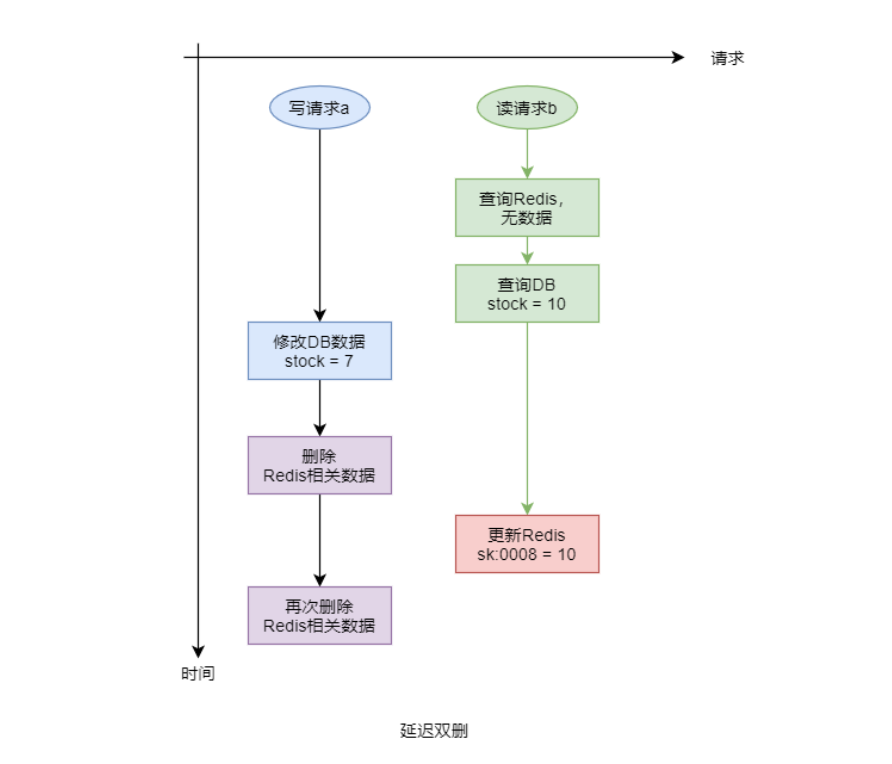 请求
写请求a
读请求b
查询Redis，
无数据
查询DB
stock = 10
修改DB数据
stock = 7
删除
Redis相关数据
更新Redis
sk:0008 = 10
再次删除
Redis相关数据
时间
延迟双删